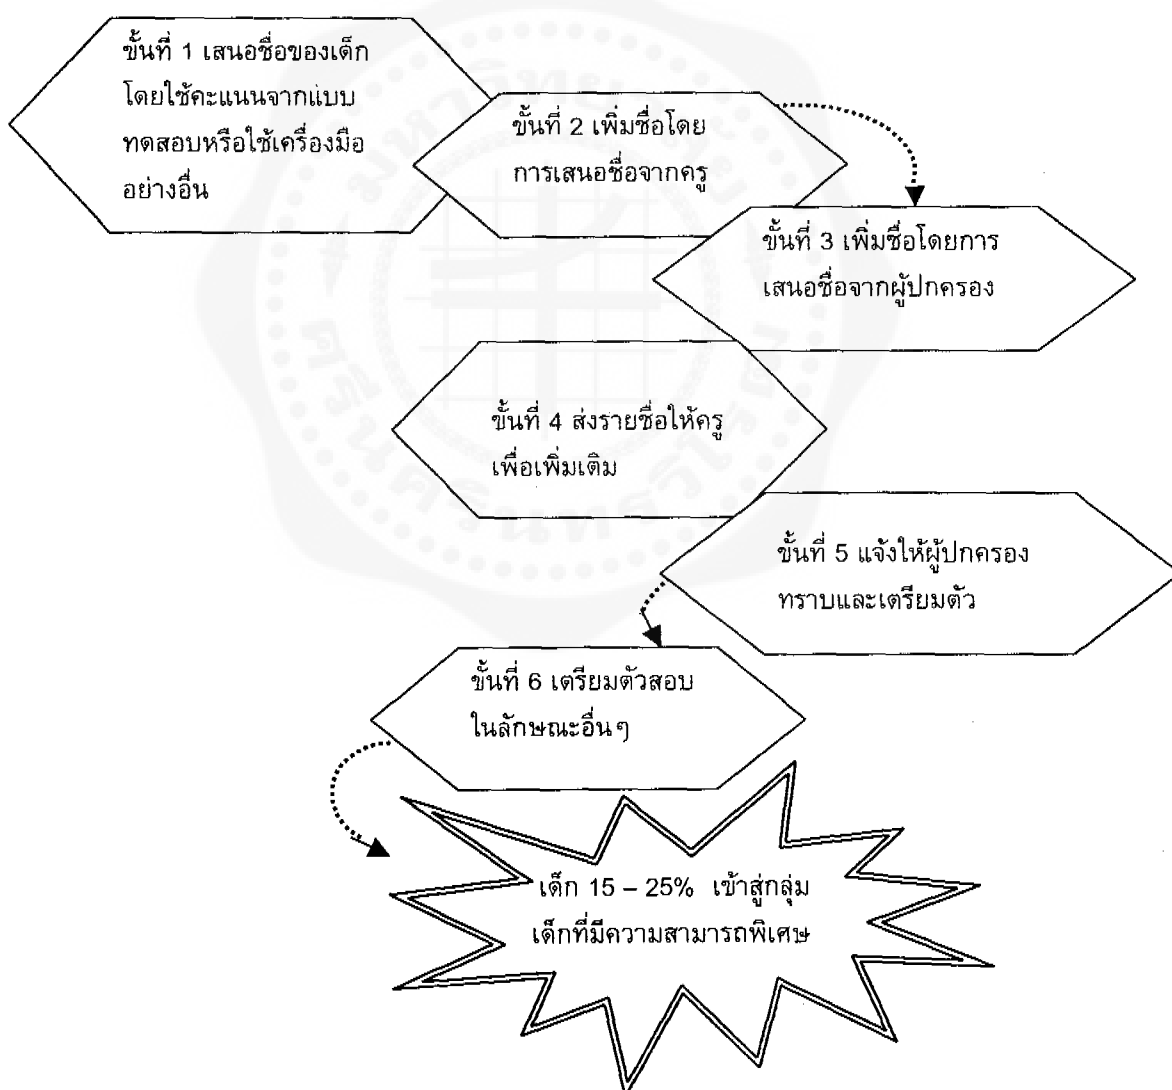 ขั้นที่ 1 เสนอชื่อของเด็ก
โดยใช้คะแนนจากแบบ
ทดสอบหรือใช้เครื่องมือ
อย่างอื่น
ขั้นที่ 2 เพิ่มชื่อโดย
การเสนอชื่อจากครู
ขั้นที่ 3 เพิ่มชื่อโดยการ
เสนอชื่อจากผู้ปกครอง
ขั้นที่ 4 ส่งรายชื่อให้ครู
เพื่อเพิ่มเติม
ขั้นที่ 5 แจ้งให้ผู้ปกครอง
ทราบและเตรียมตัว
ขั้นที่ 6 เตรียมตัวสอบ
ในลักษณะอื่นๆ
เด็ก 15 – 25% เข้าสู่กลุ่ม
เด็กที่มีความสามารถพิเศษ